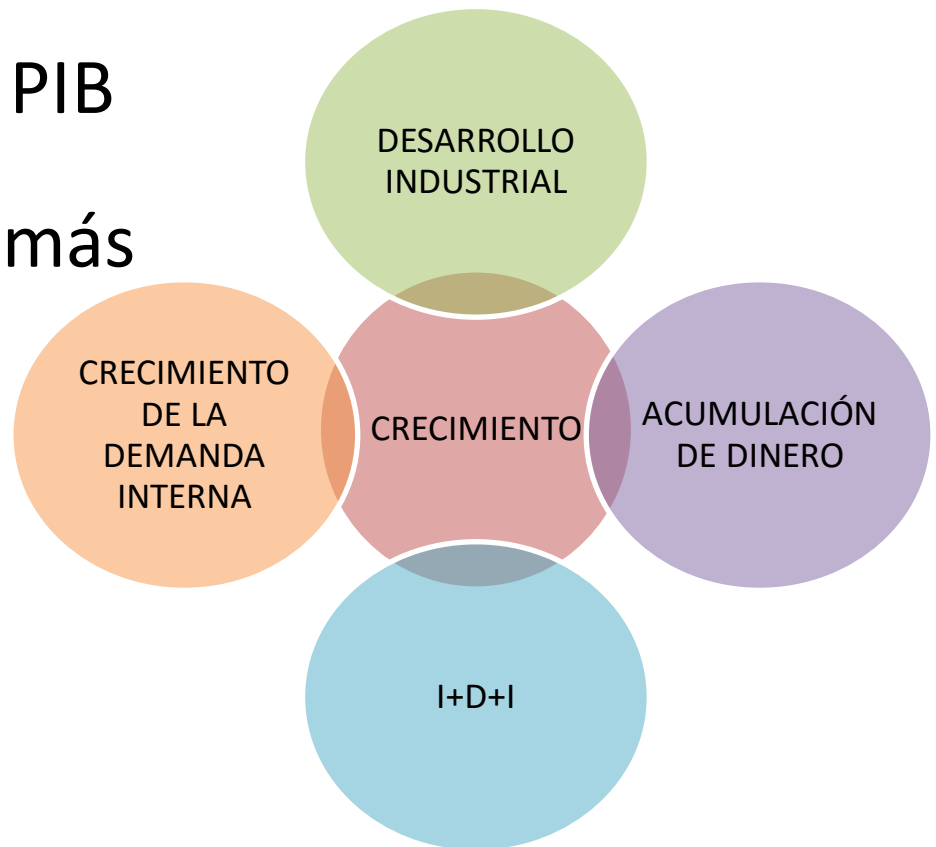 PIB
más
DESARROLLO
INDUSTRIAL
CRECIMIENTO
DE LA
DEMANDA
INTERNA
CRECIMIENTO
ACUMULACIÓN
DE DINERO
I+D+I